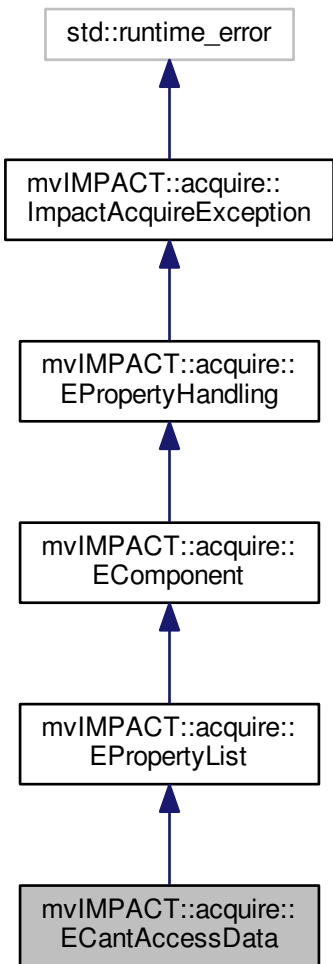 std::runtime_error
mvIMPACT::acquire::
ImpactAcquireException
mvIMPACT::acquire::
EPropertyHandling
mvIMPACT::acquire::
EComponent
mvIMPACT::acquire::
EPropertyList
mvIMPACT::acquire::
ECantAccessData